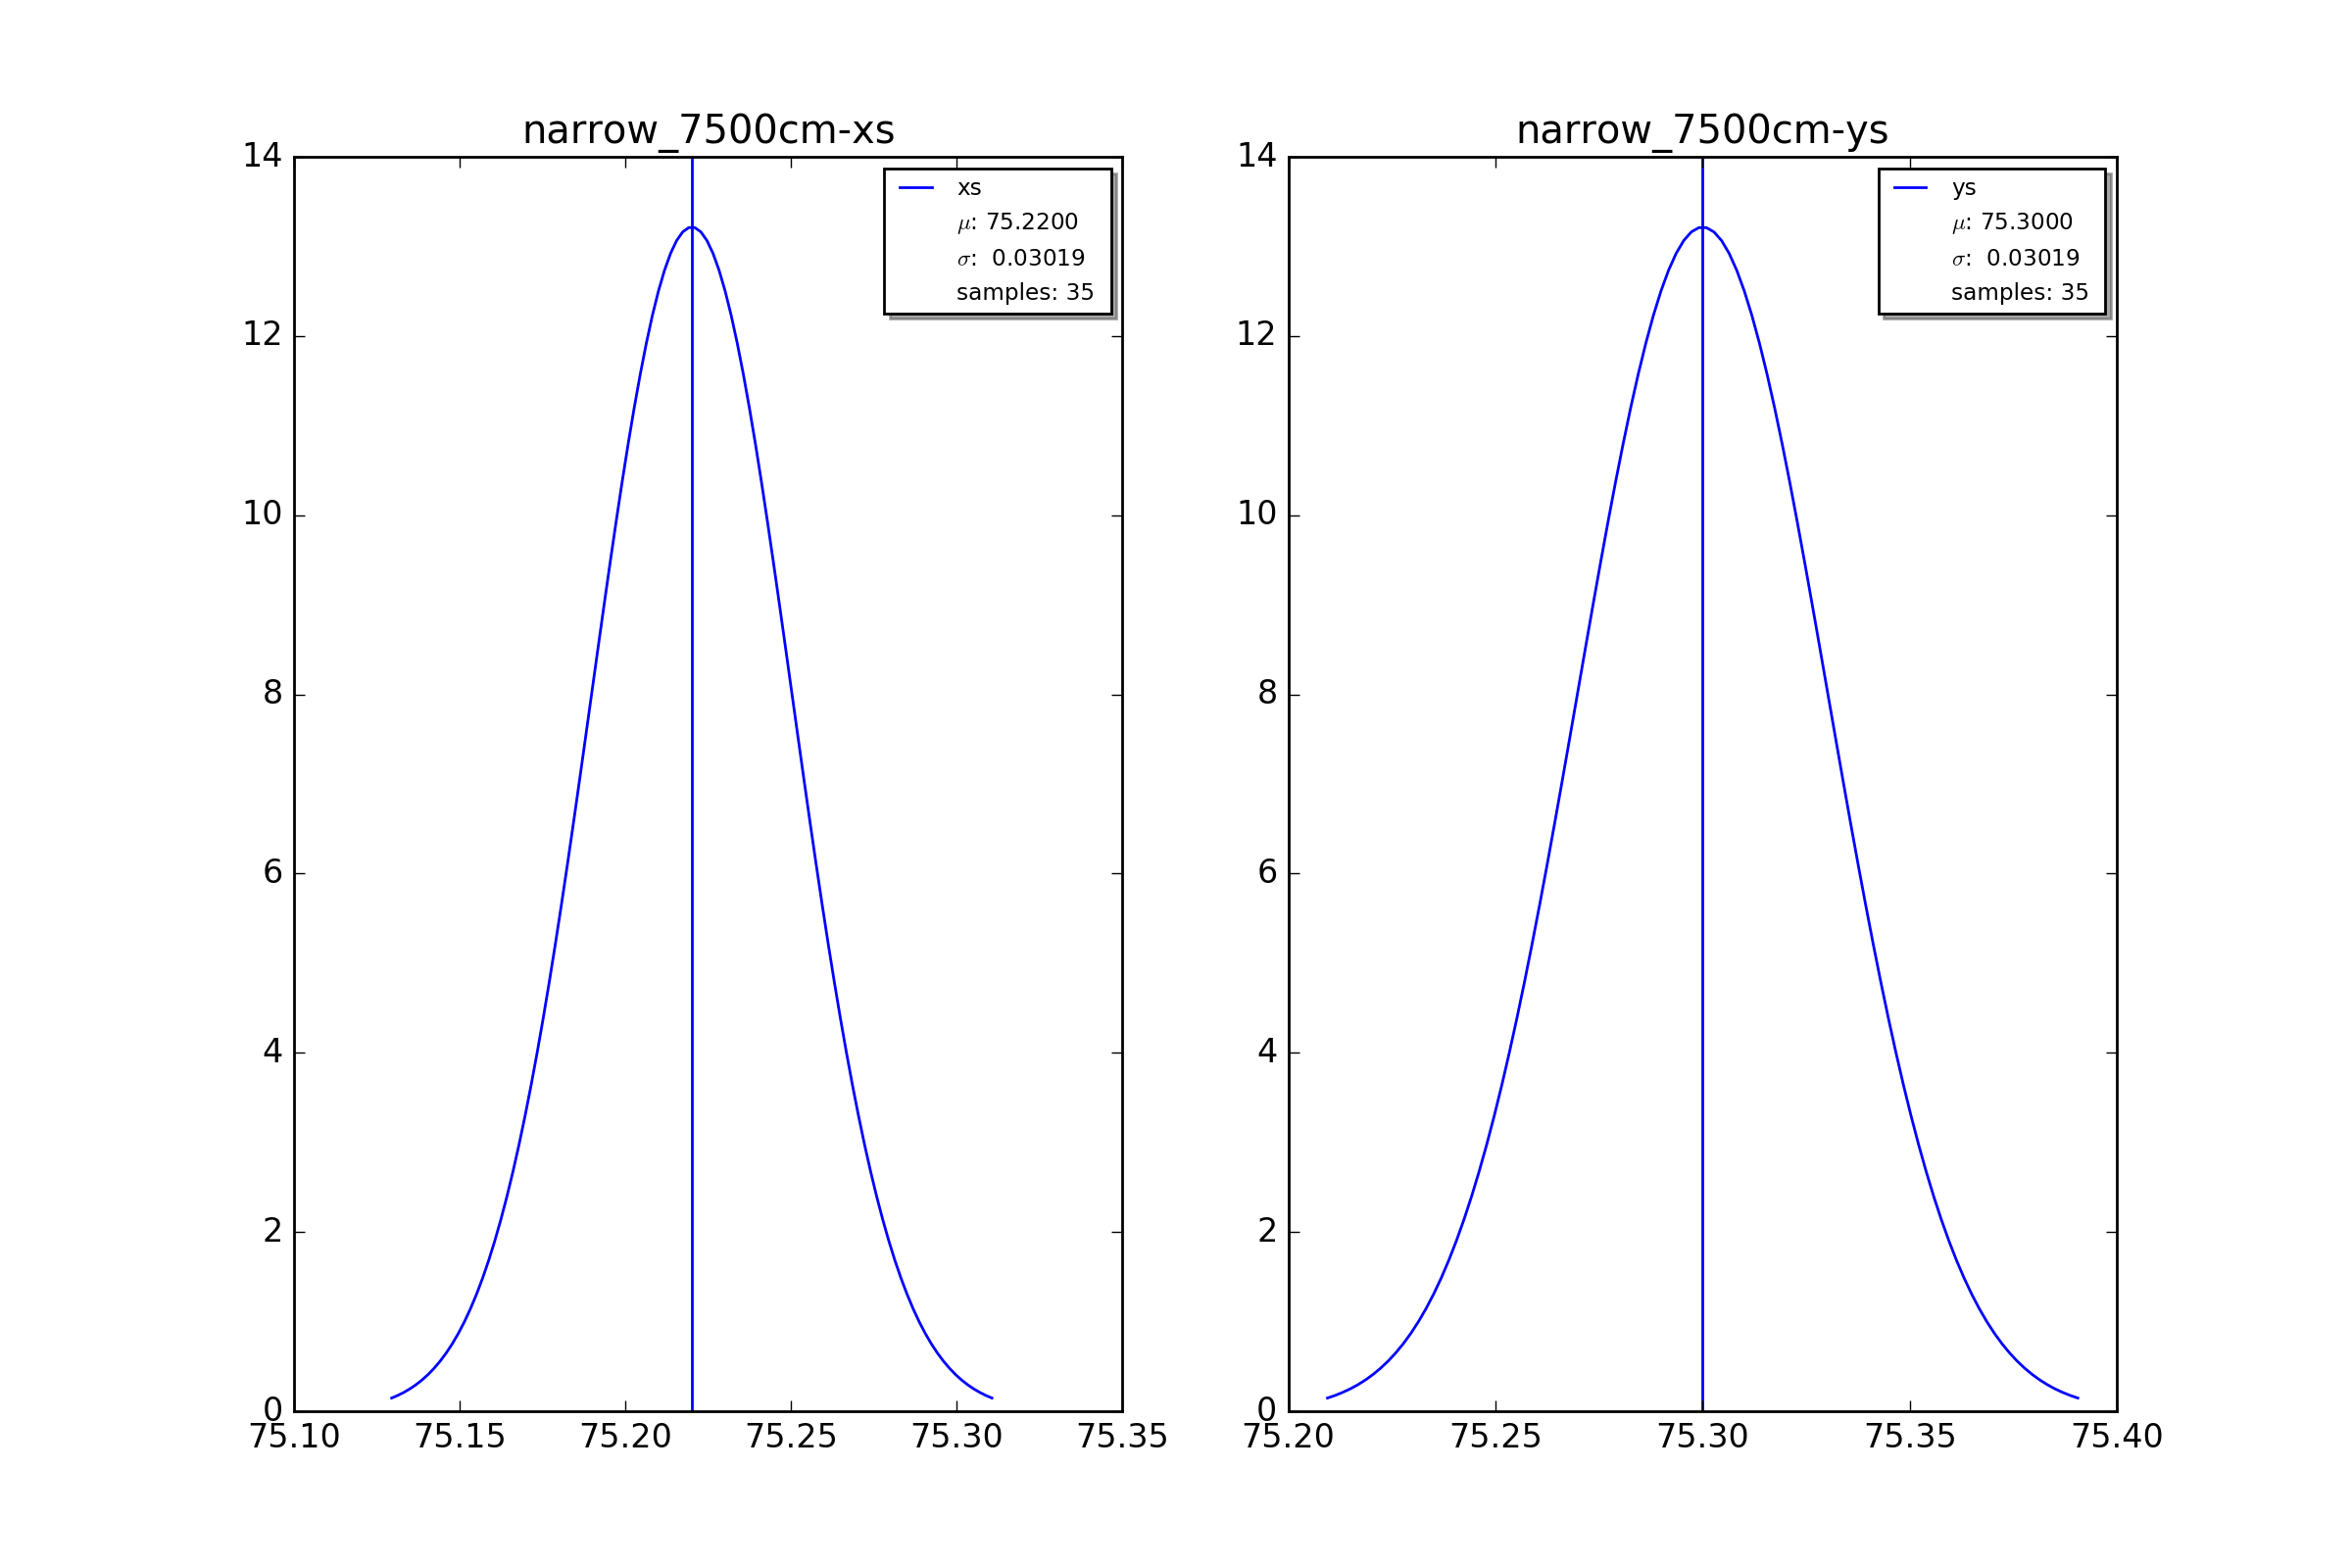 narrow_7500cm-xs
14
12
10
8
6
4
2
0
75.10 75.15 75.20 75.25 75.30 75.35
xs
μ: 75.2200
σ: 0.03019
samples: 35
narrow_7500cm-ys
14
12
10
8
6
4
2
0
75.20 75.25 75.30 75.35 75.40
ys
μ: 75.3000
σ: 0.03019
samples: 35